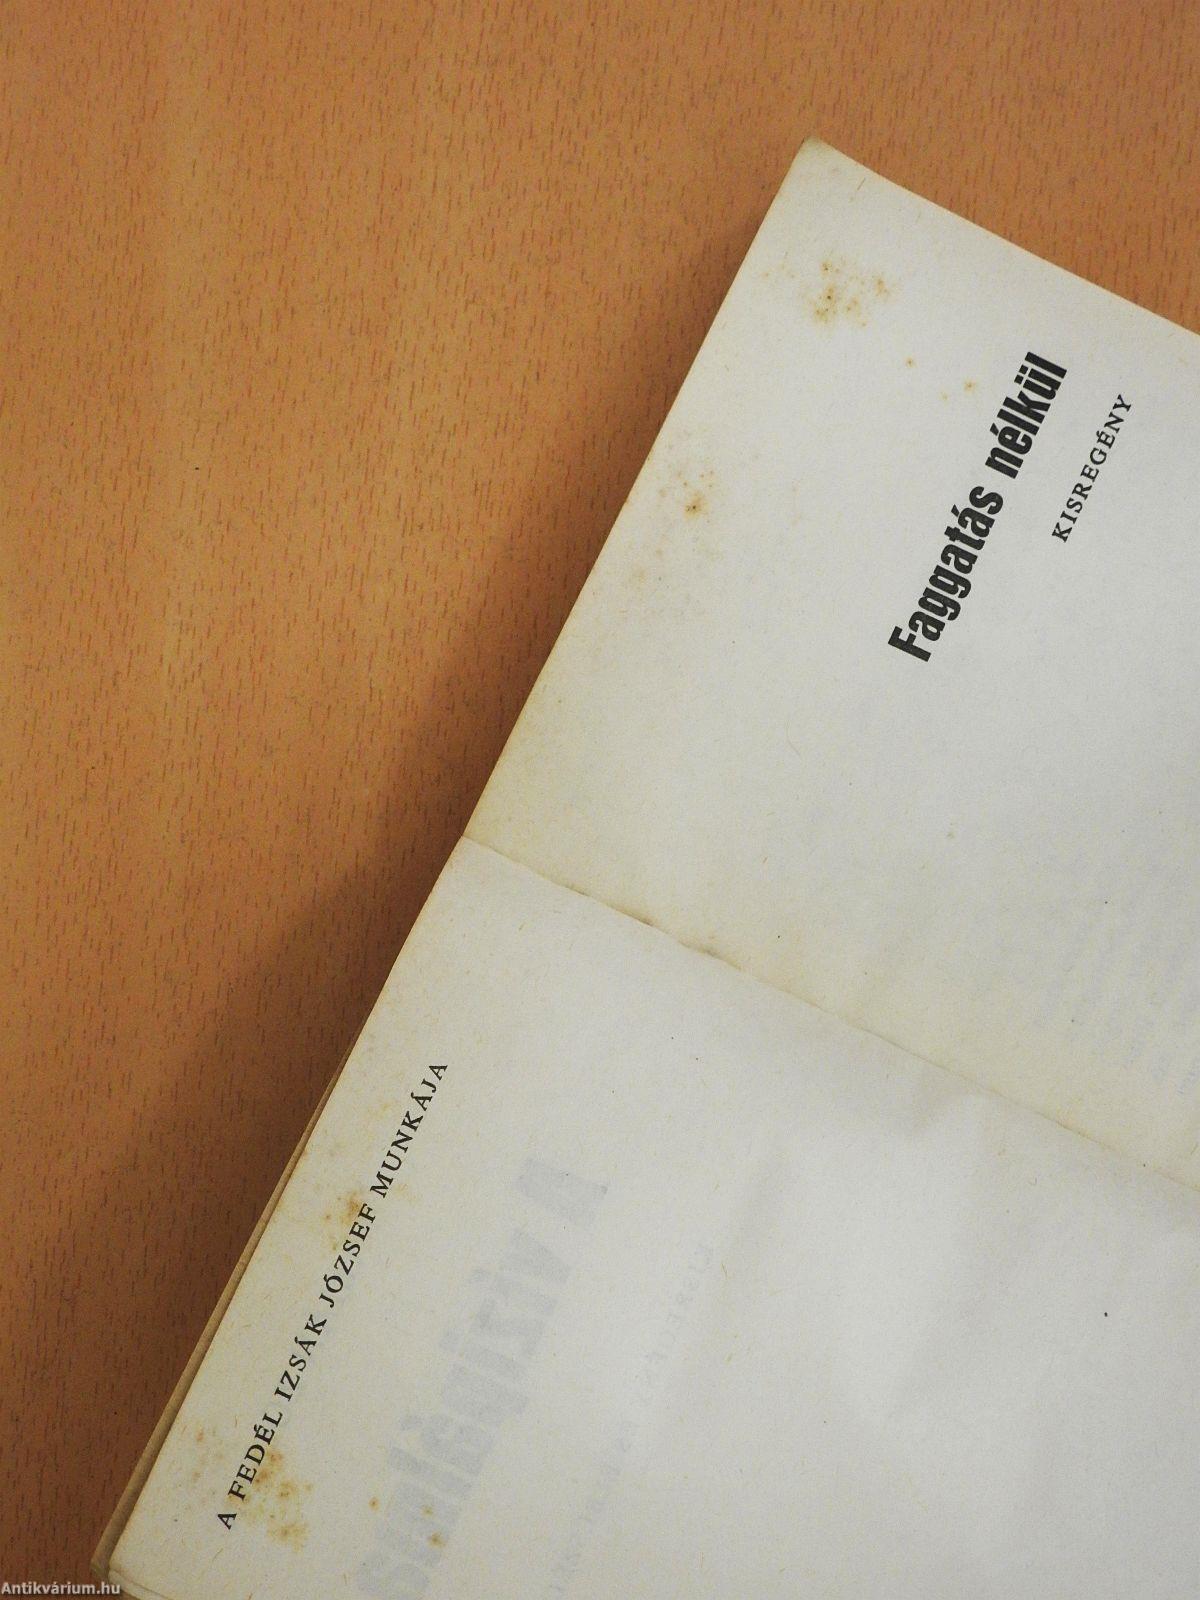 A FEDÉL IZSÁK JÓZSEF MUNKÁJA
Faggatás nélkül
KISREGÉNY
Antikvárium.hu